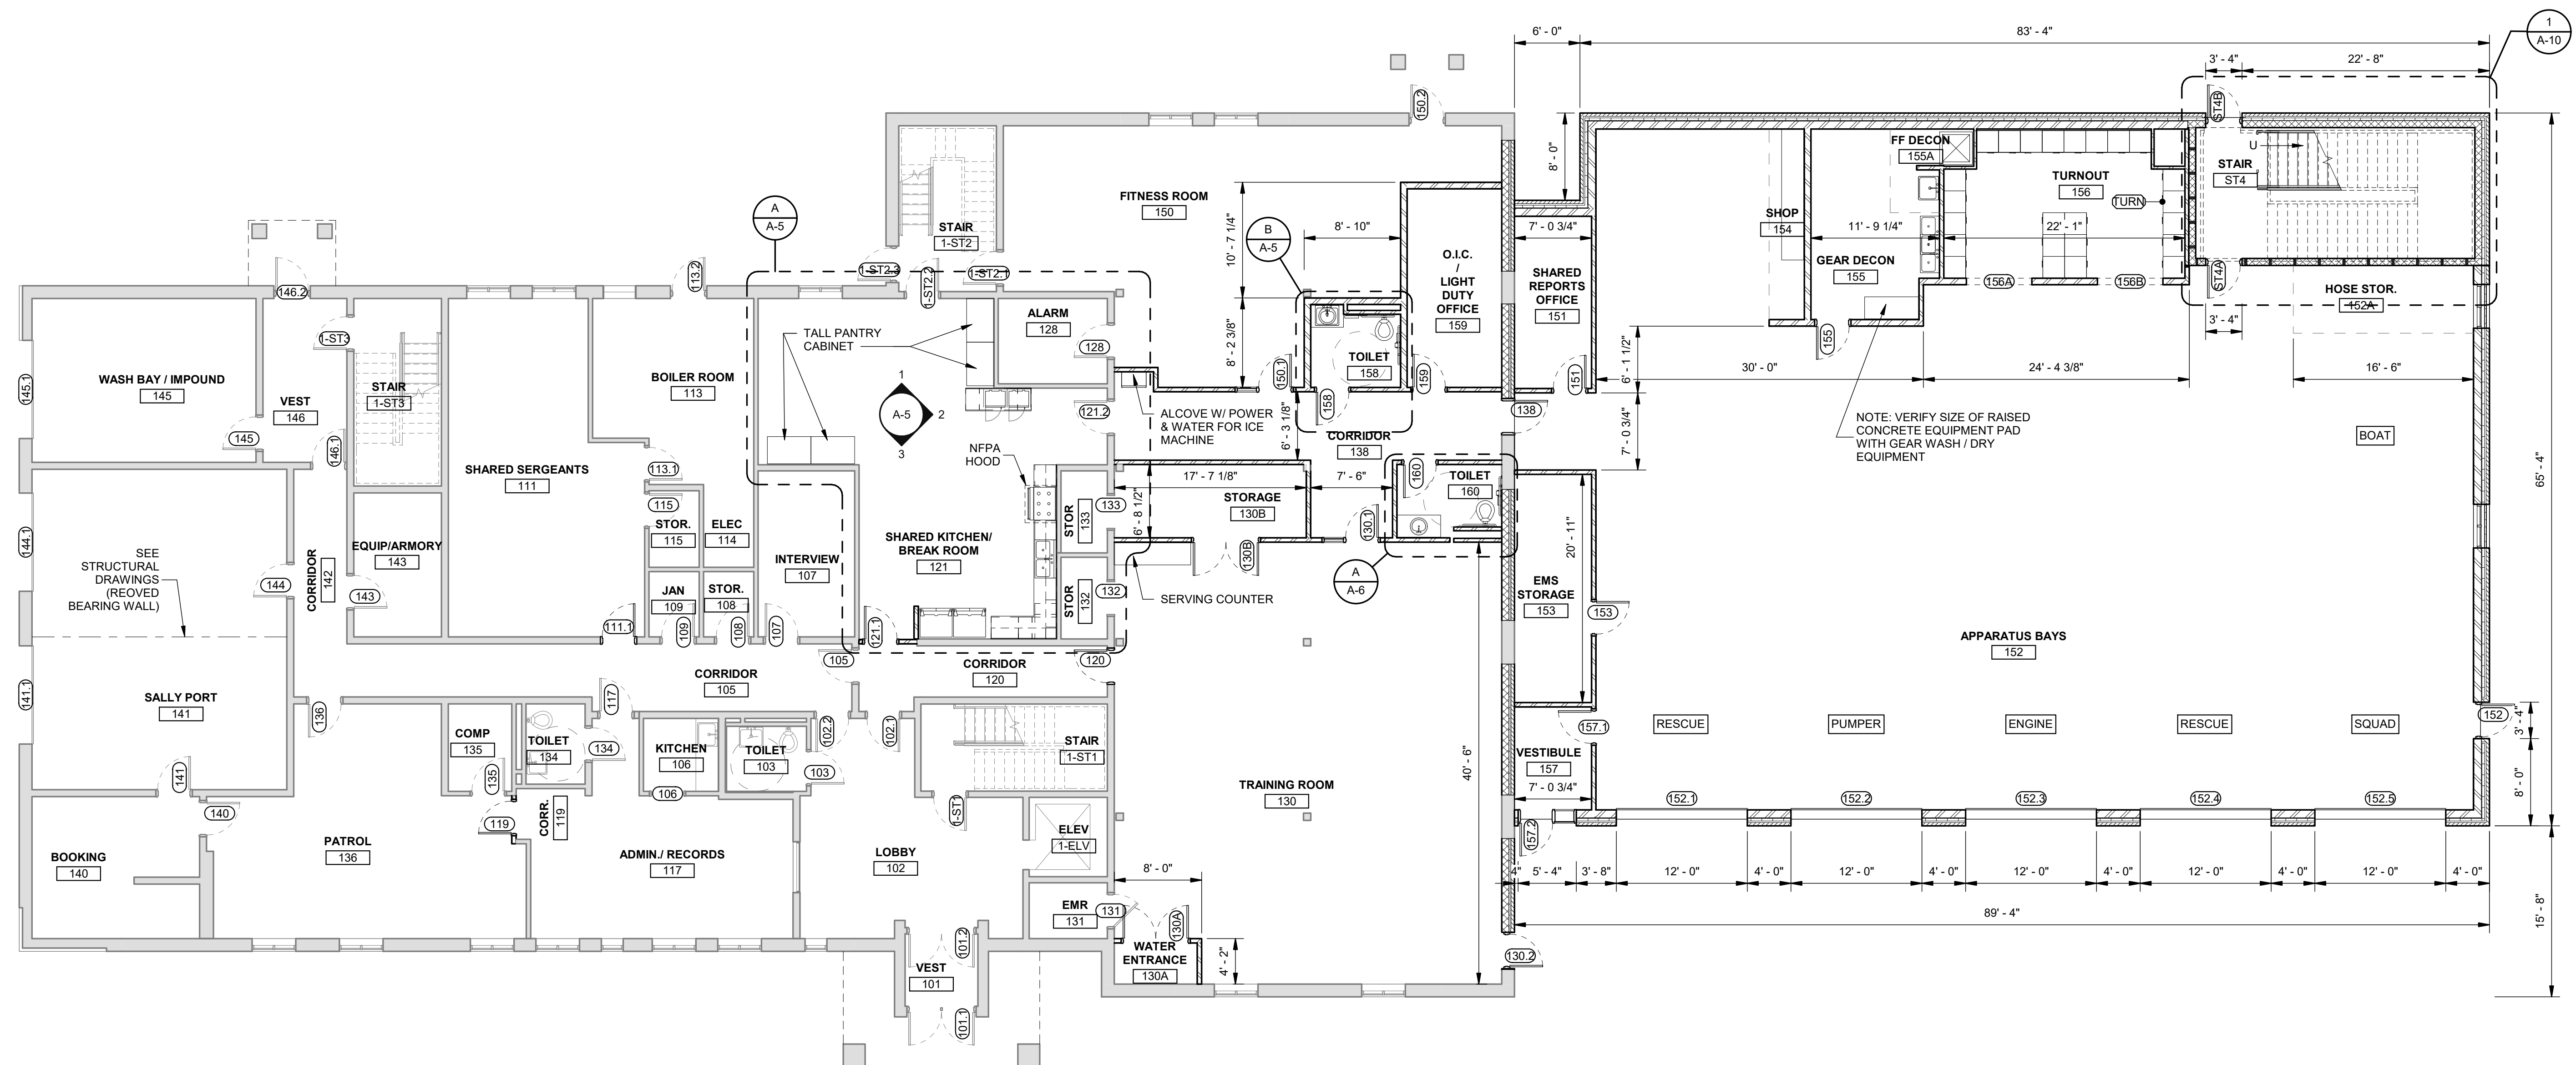 1
A-10
6' - 0"
83' - 4"
3' - 4"
22' - 8"
150.2
ST4B
8' - 0"
FF DECON
155A
U
STAIR
ST4
TURNOUT
156
TURN
SHOP
154
11' - 9 1/4"
22' - 1"
GEAR DECON
155
156A
156B
ST4A
HOSE STOR.
152A
3' - 4"
155
6' - 1 1/2"
30' - 0"
24' - 4 3/8"
16' - 6"
7' - 0 3/4"
NOTE: VERIFY SIZE OF RAISED
CONCRETE EQUIPMENT PAD
WITH GEAR WASH / DRY
EQUIPMENT
BOAT
65' - 4"
FITNESS ROOM
150
10' - 7 1/4"
8' - 10"
B
A-5
A
A-5
STAIR
1-ST2
1-ST2.3
1-ST2.2
1-ST2.1
7' - 0 3/4"
O.I.C.
/
LIGHT
DUTY
OFFICE
159
SHARED
REPORTS
OFFICE
151
8' - 2 3/8"
TOILET
158
150.1
158
159
151
138
6' - 3 1/8"
CORRIDOR
138
146.2
113.2
ALARM
128
128
TALL PANTRY
CABINET
1
A-5
2
3
121.2
ALCOVE W/ POWER
& WATER FOR ICE
MACHINE
NFPA
HOOD
145.1
WASH BAY / IMPOUND
145
VEST
146
1-ST3
STAIR
1-ST3
145
146.1
BOILER ROOM
113
SHARED SERGEANTS
111
113.1
115
STOR.
115
ELEC
114
INTERVIEW
107
SHARED KITCHEN/
BREAK ROOM
121
STOR
133
133
STOR
132
132
6' - 8 1/2"
17' - 7 1/8"
7' - 6"
STORAGE
130B
130B
130.1
160
TOILET
160
A
A-6
SERVING COUNTER
20' - 11"
EMS
STORAGE
153
153
144.1
SEE
STRUCTURAL
DRAWINGS
(REOVED
BEARING WALL)
144
CORRIDOR
142
EQUIP/ARMORY
143
143
JAN
109
STOR.
108
111.1
109
108
107
121.1
105
120
CORRIDOR
105
CORRIDOR
120
APPARATUS BAYS
152
141.1
SALLY PORT
141
136
117
COMP
135
TOILET
134
134
KITCHEN
106
TOILET
103
102.2
102.1
103
STAIR
1-ST1
157.1
RESCUE
PUMPER
ENGINE
RESCUE
SQUAD
152
3' - 4"
VESTIBULE
157
7' - 0 3/4"
40' - 6"
TRAINING ROOM
130
141
135
106
1-ST1
140
119
CORR.
119
152.1
152.2
152.3
152.4
152.5
8' - 0"
157.2
ELEV
1-ELV
BOOKING
140
PATROL
136
ADMIN./ RECORDS
117
LOBBY
102
8' - 0"
4"
5' - 4"
3' - 8"
12' - 0"
4' - 0"
12' - 0"
4' - 0"
12' - 0"
4' - 0"
12' - 0"
4' - 0"
12' - 0"
4' - 0"
EMR
131
131
130A
89' - 4"
15' - 8"
WATER
ENTRANCE
130A
4' - 2"
130.2
101.2
VEST
101
101.1